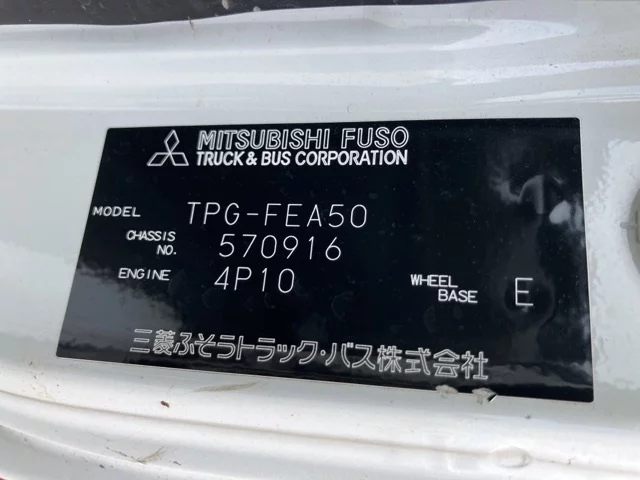 MITSUBISHI FUSO
TRUCK & BUS CORPORATION
MODEL TPG-FEA50
CHASSIS NO. 570916
ENGINE 4P10 WHEEL BASE E
三菱ふそうトラック・バス株式会社